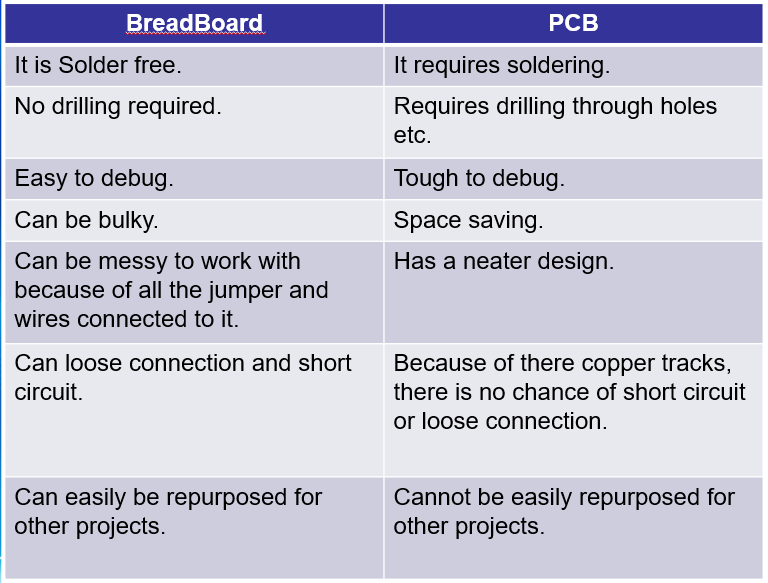 BreadBoard PCB
It is Solder free. It requires soldering.
No drilling required. Requires drilling through holes
etc.
Easy to debug. Tough to debug.
Can be bulky. Space saving.
Can be messy to work with Has a neater design.
because of all the jumper and
wires connected to it.
Can loose connection and short Because of there copper tracks,
circuit. there is no chance of short circuit
or loose connection.
Can easily be repurposed for Cannot be easily repurposed for
other projects. other projects.